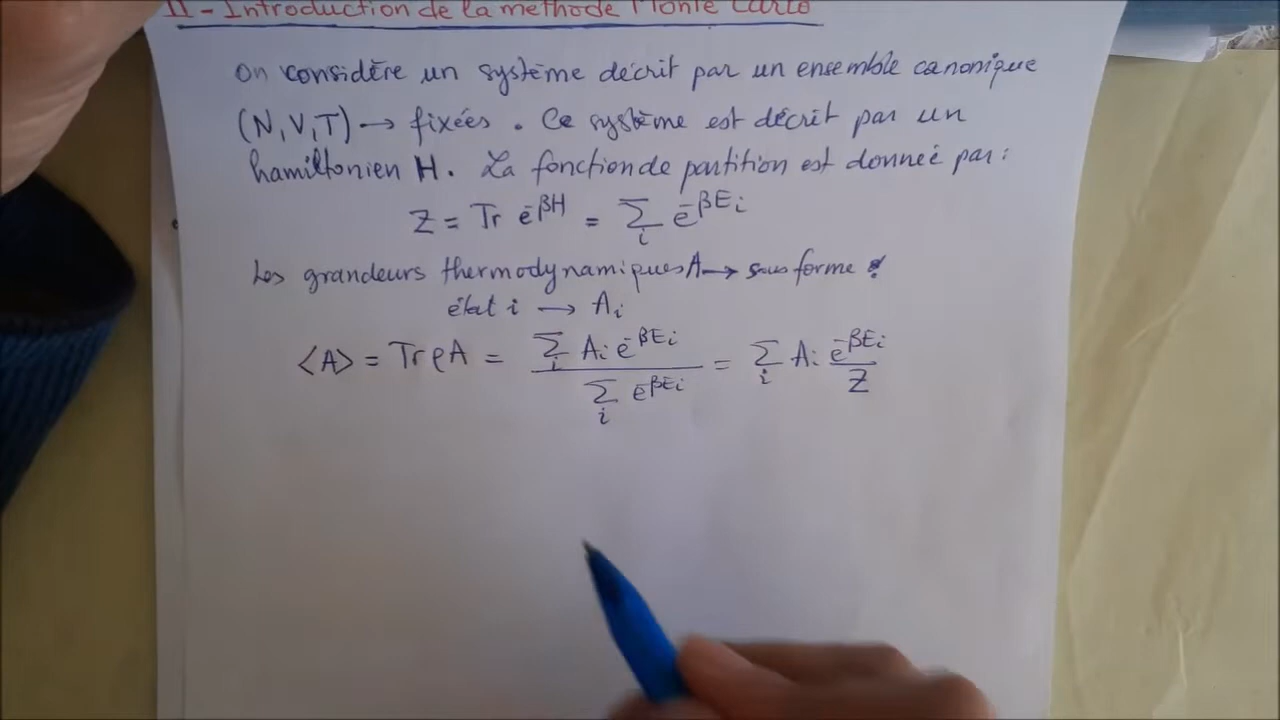 II - Introduction de la méthode Monte Carlo
On considère un système décrit par un ensemble canonique
(N,V,T) → fixées. Ce système est décrit par un
hamiltonien H. La fonction de partition est donneé par :
Z = Tr e^{-βH} = Σ_i e^{-βE_i}
Les grandeurs thermodynamiques A → sous forme :
état i → A_i
⟨A⟩ = Tr ρA = (Σ_i A_i e^{-βE_i}) / (Σ_i e^{-βE_i}) = Σ_i A_i e^{-βE_i} / Z